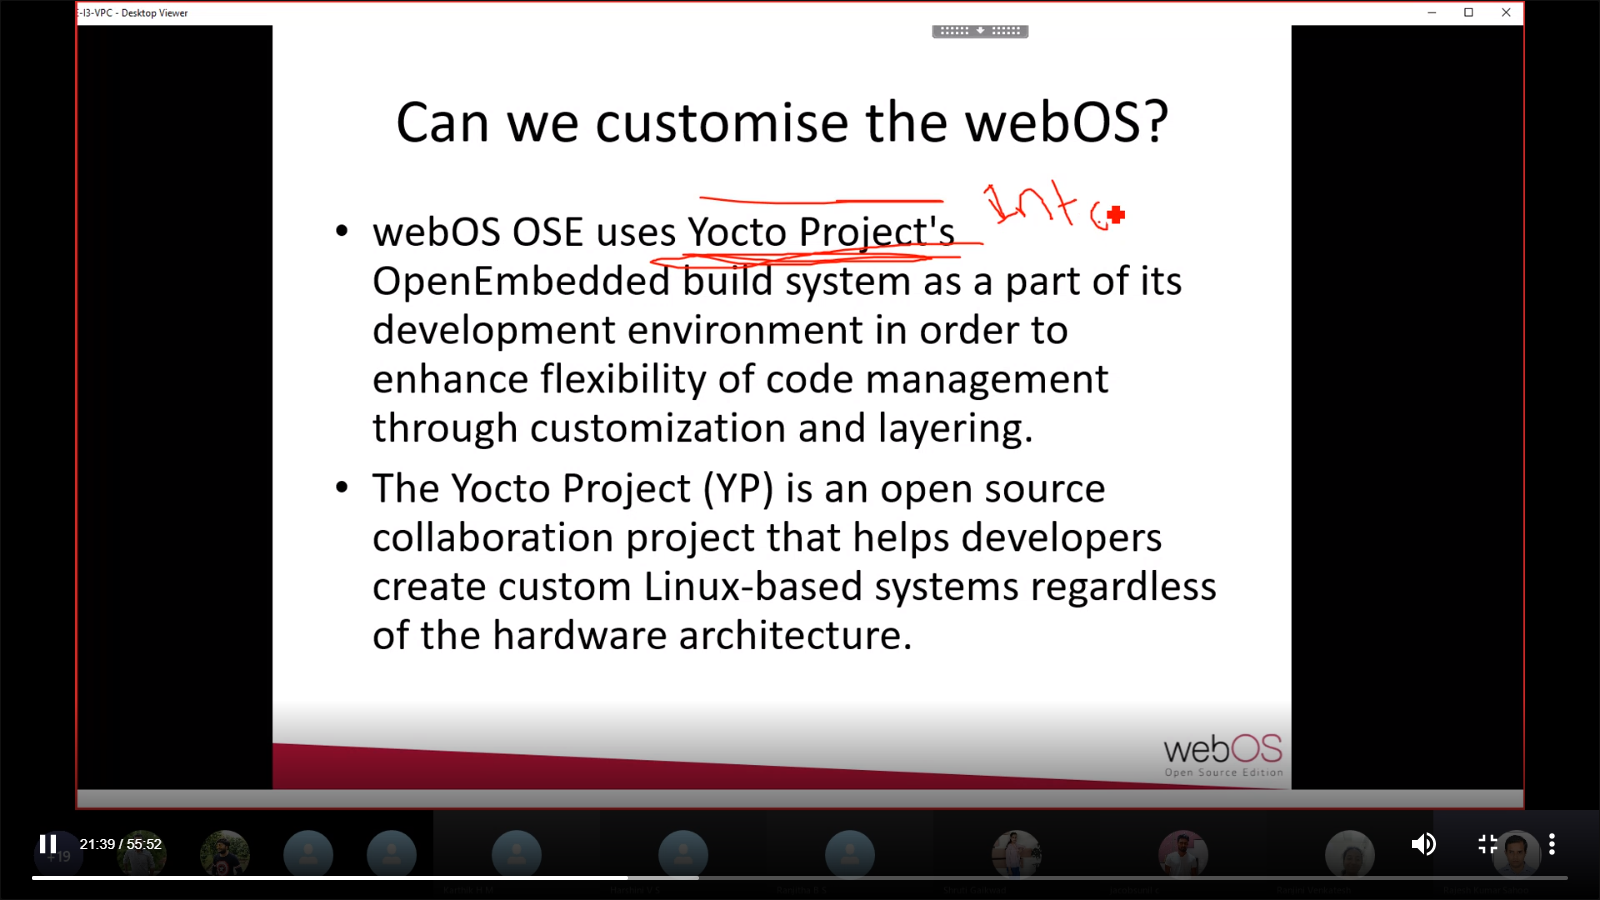 E-I3-VPC - Desktop Viewer
Can we customise the webOS?
Int
• webOS OSE uses Yocto Project's
OpenEmbedded build system as a part of its
development environment in order to
enhance flexibility of code management
through customization and layering.
• The Yocto Project (YP) is an open source
collaboration project that helps developers
create custom Linux-based systems regardless
of the hardware architecture.
webOS
Open Source Edition
+19
21:39 / 55:52